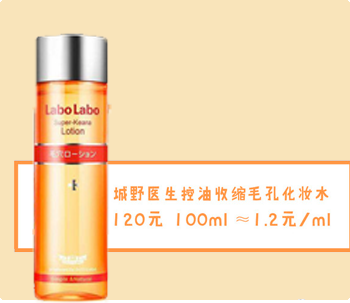 Labo Labo
Super-Keana
Lotion
毛穴ローション
城野医生控油收缩毛孔化妆水
120元 100ml ≈1.2元/ml